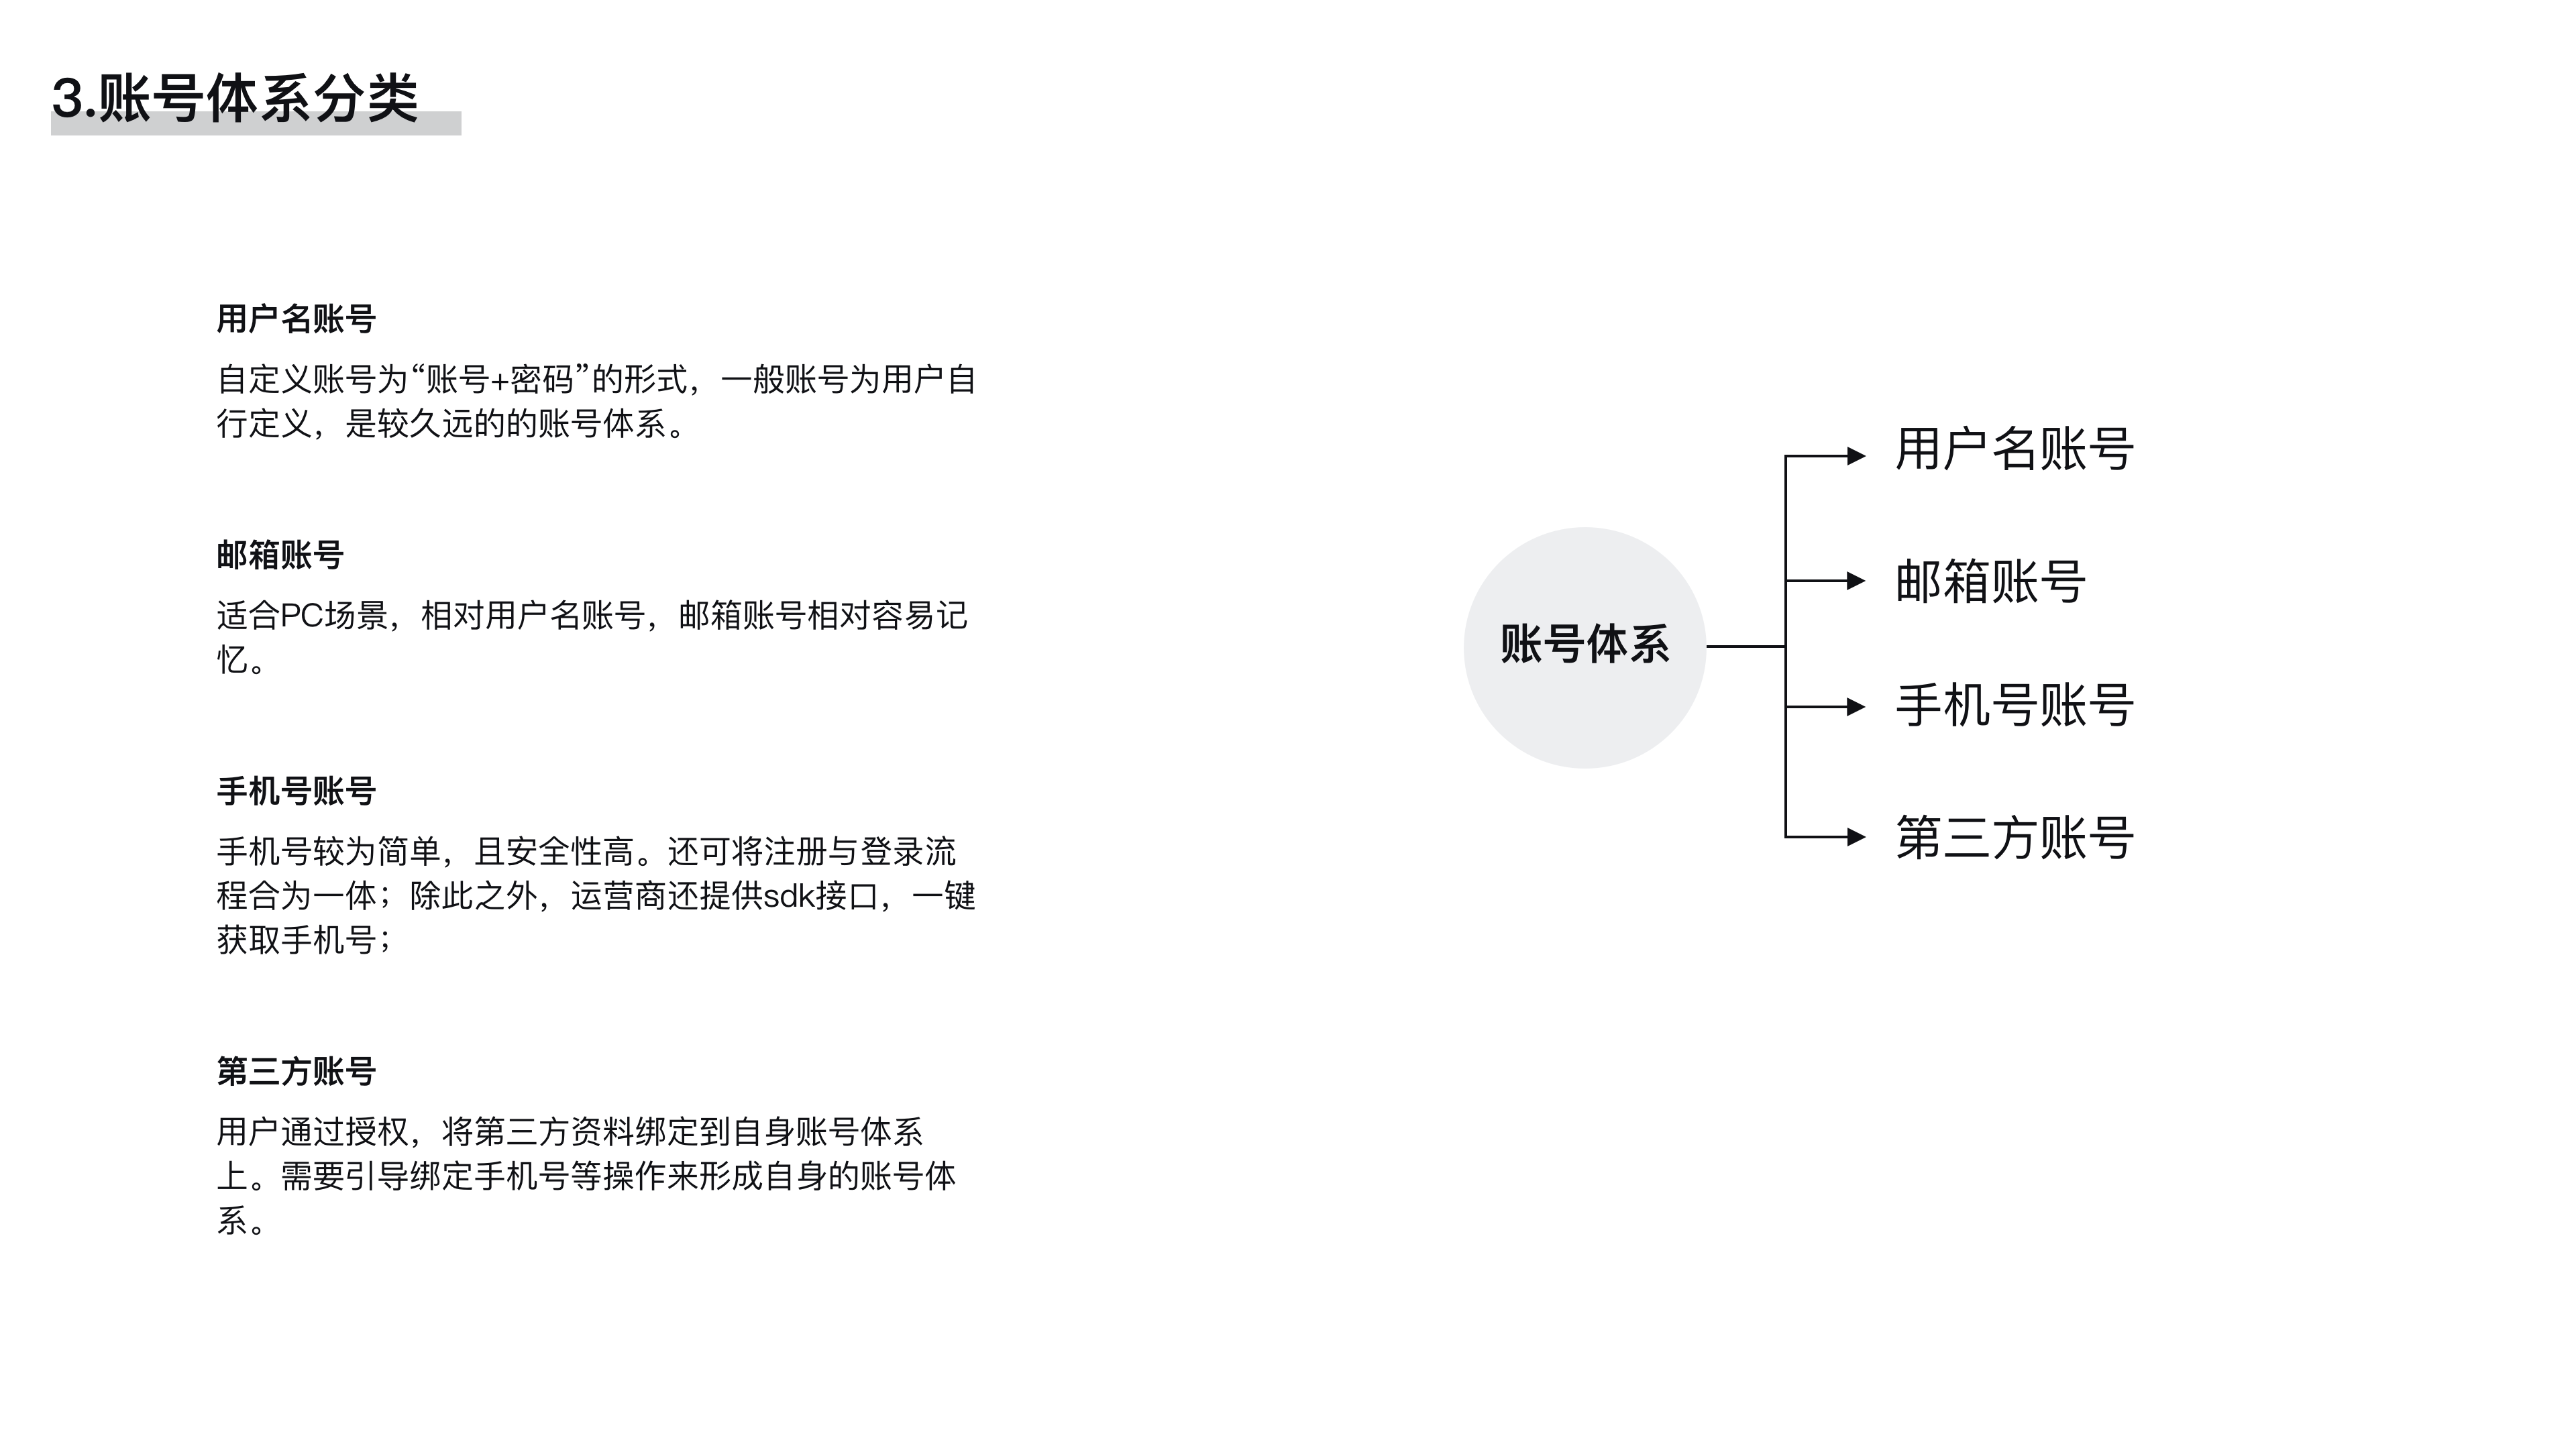 3.账号体系分类
用户名账号
自定义账号为“账号+密码”的形式，一般账号为用户自
行定义，是较久远的的账号体系。
邮箱账号
适合PC场景，相对用户名账号，邮箱账号相对容易记
忆。
手机号账号
手机号较为简单，且安全性高。还可将注册与登录流
程合为一体；除此之外，运营商还提供sdk接口，一键
获取手机号；
第三方账号
用户通过授权，将第三方资料绑定到自身账号体系
上。需要引导绑定手机号等操作来形成自身的账号体
系。
账号体系
用户名账号
邮箱账号
手机号账号
第三方账号